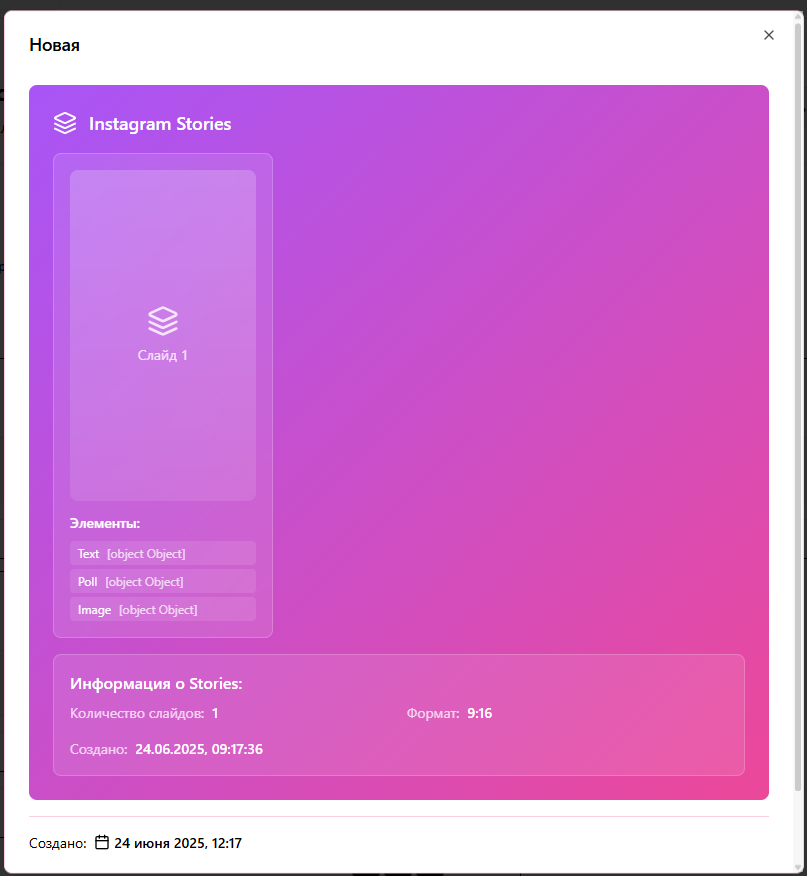 Новая
Instagram Stories
Слайд 1
Элементы:
Text [object Object]
Poll [object Object]
Image [object Object]
Информация о Stories:
Количество слайдов: 1 Формат: 9:16
Создано: 24.06.2025, 09:17:36
Создано: 24 июня 2025, 12:17